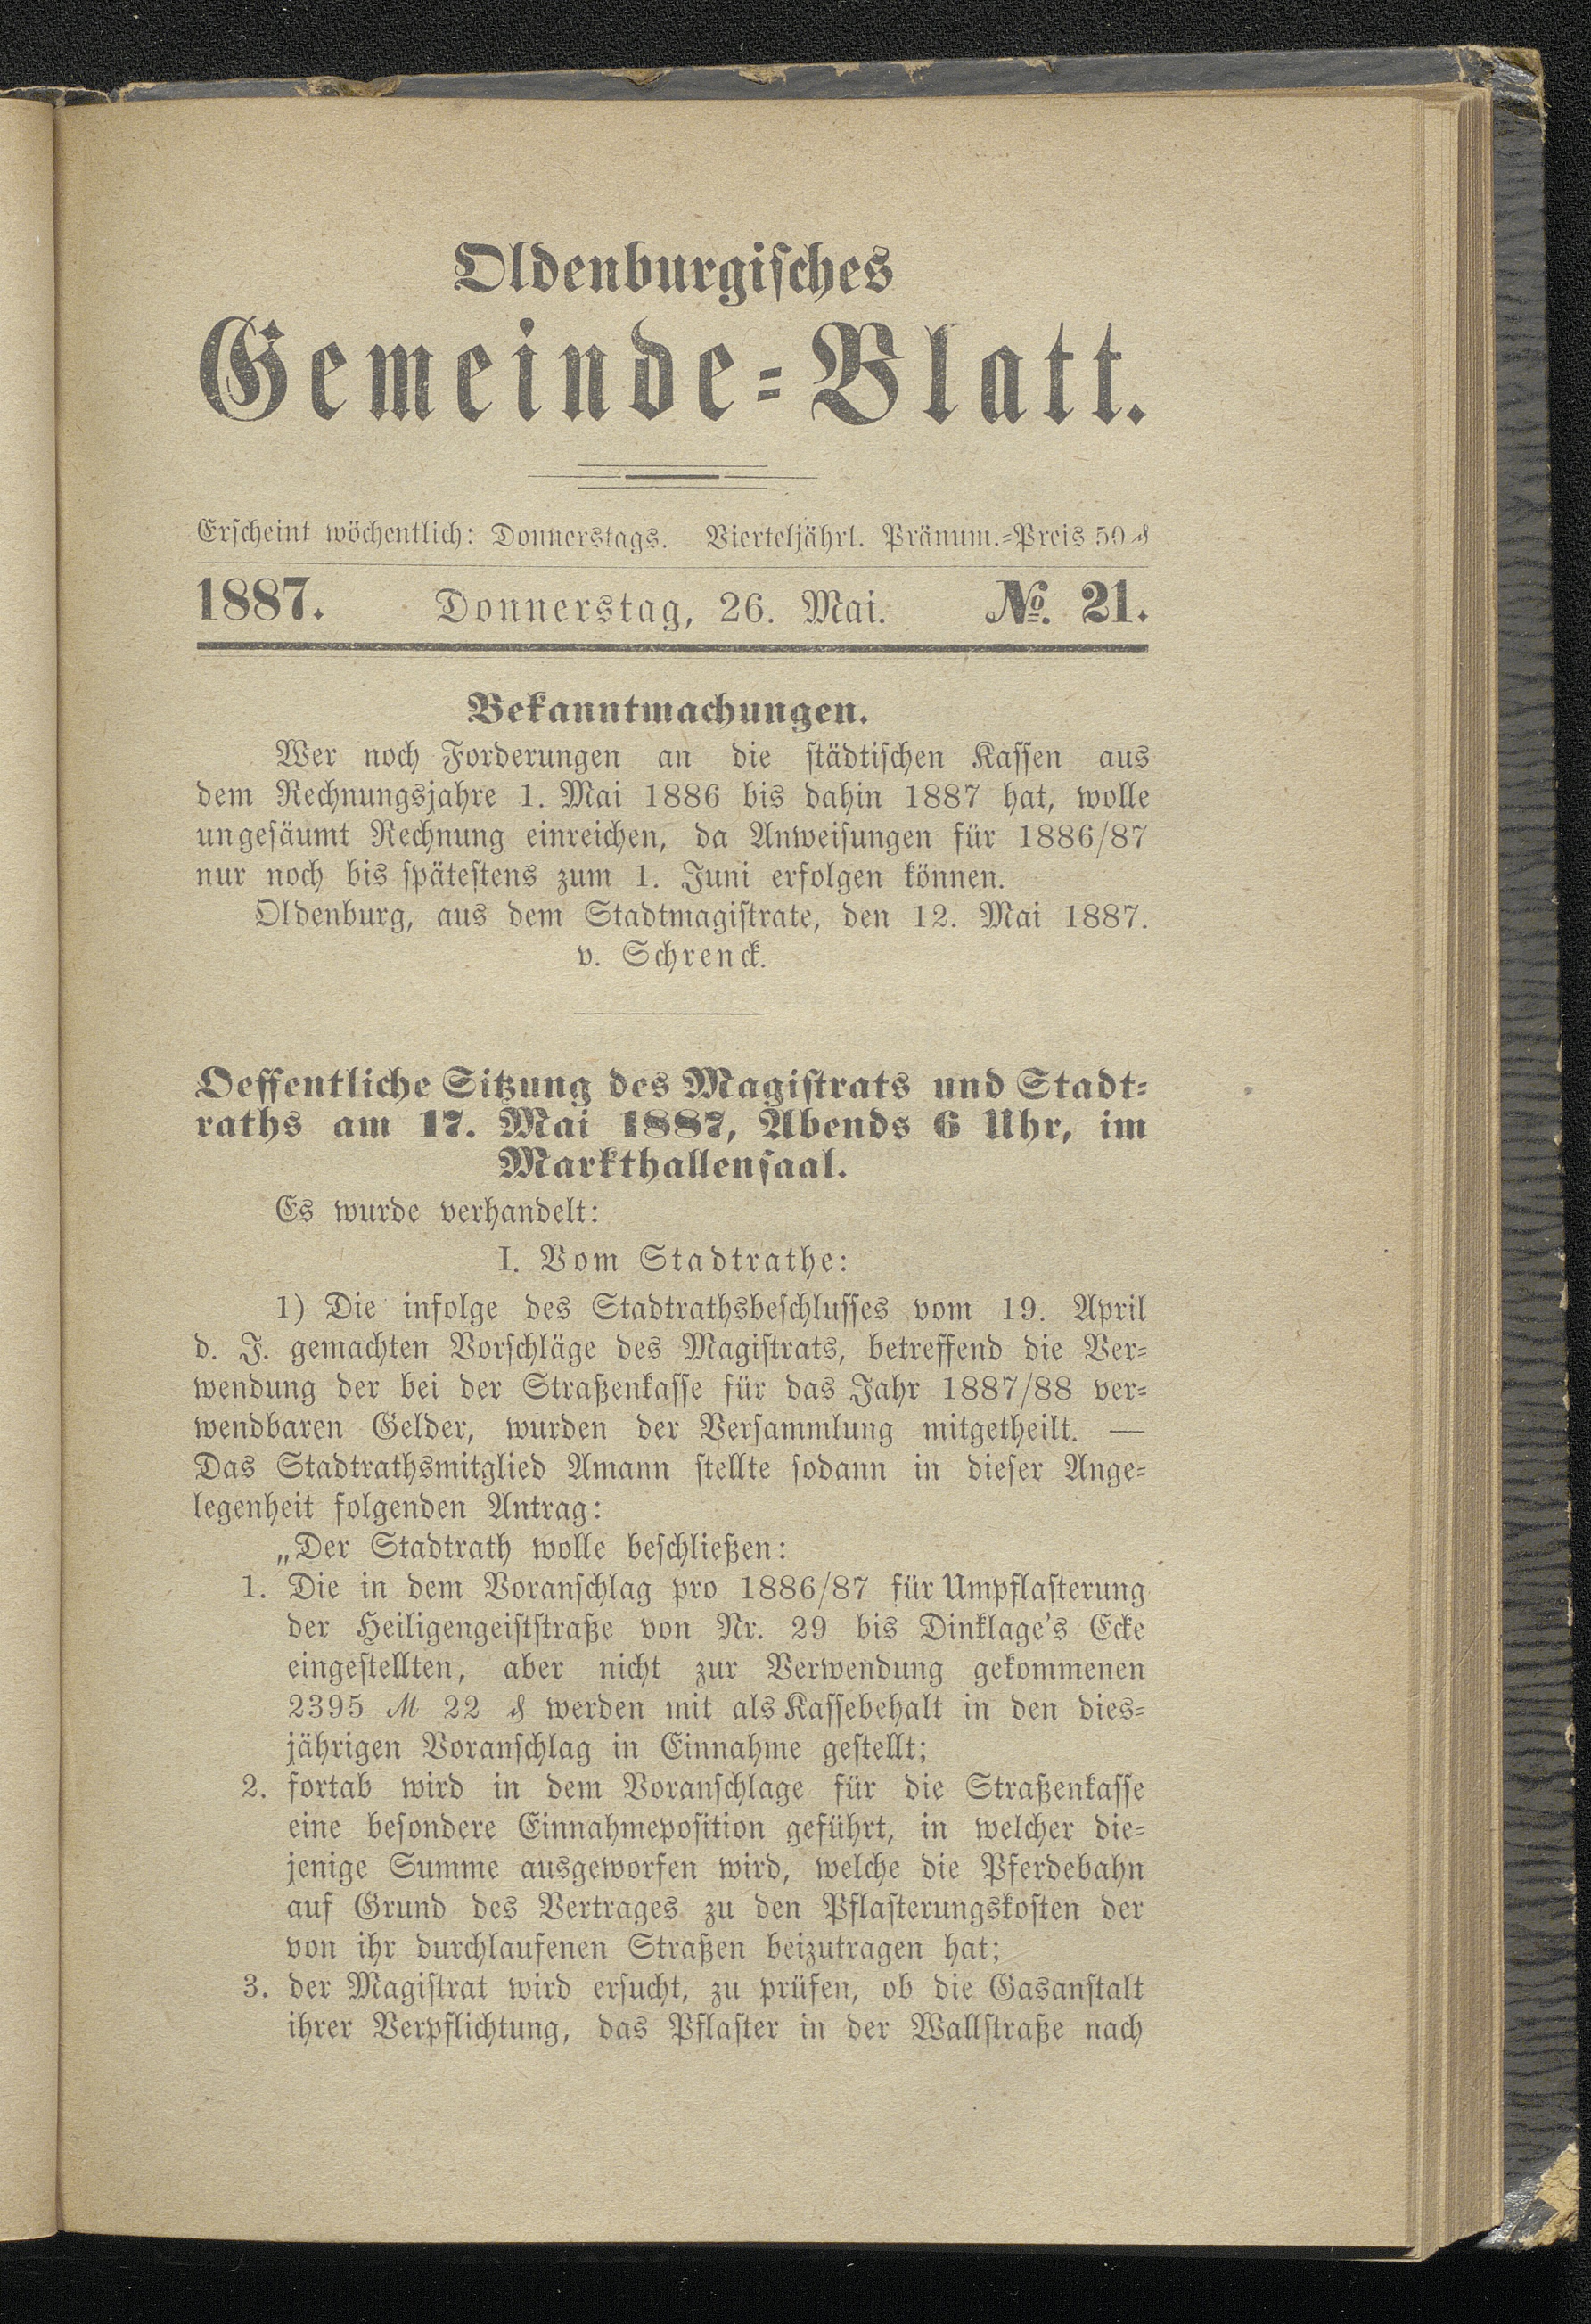 Oldenburgisches
Gemeinde-Blatt.
Erscheint wöchentlich: Donnerstags. Vierteljährl. Pränum.-Preis 50 ₰
1887. Donnerstag, 26. Mai. №. 21.
Bekanntmachungen.
Wer noch Forderungen an die städtischen Kassen aus
dem Rechnungsjahre 1. Mai 1886 bis dahin 1887 hat, wolle
ungesäumt Rechnung einreichen, da Anweisungen für 1886/87
nur noch bis spätestens zum 1. Juni erfolgen können.
Oldenburg, aus dem Stadtmagistrate, den 12. Mai 1887.
v. Schrenck.
Oeffentliche Sitzung des Magistrats und Stadt-
raths am 17. Mai 1887, Abends 6 Uhr, im
Markthallensaal.
Es wurde verhandelt:
I. Vom Stadtrathe:
1) Die infolge des Stadtrathsbeschlusses vom 19. April
d. J. gemachten Vorschläge des Magistrats, betreffend die Ver-
wendung der bei der Straßenkasse für das Jahr 1887/88 ver-
wendbaren Gelder, wurden der Versammlung mitgetheilt. —
Das Stadtrathsmitglied Amann stellte sodann in dieser Ange-
legenheit folgenden Antrag:
„Der Stadtrath wolle beschließen:
1. Die in dem Voranschlag pro 1886/87 für Umpflasterung
der Heiligengeiststraße von Nr. 29 bis Dinklage's Ecke
eingestellten, aber nicht zur Verwendung gekommenen
2395 ℳ 22 ₰ werden mit als Kassebehalt in den dies-
jährigen Voranschlag in Einnahme gestellt;
2. fortab wird in dem Voranschlage für die Straßenkasse
eine besondere Einnahmeposition geführt, in welcher die-
jenige Summe ausgeworfen wird, welche die Pferdebahn
auf Grund des Vertrages zu den Pflasterungskosten der
von ihr durchlaufenen Straßen beizutragen hat;
3. der Magistrat wird ersucht, zu prüfen, ob die Gasanstalt
ihrer Verpflichtung, das Pflaster in der Wallstraße nach